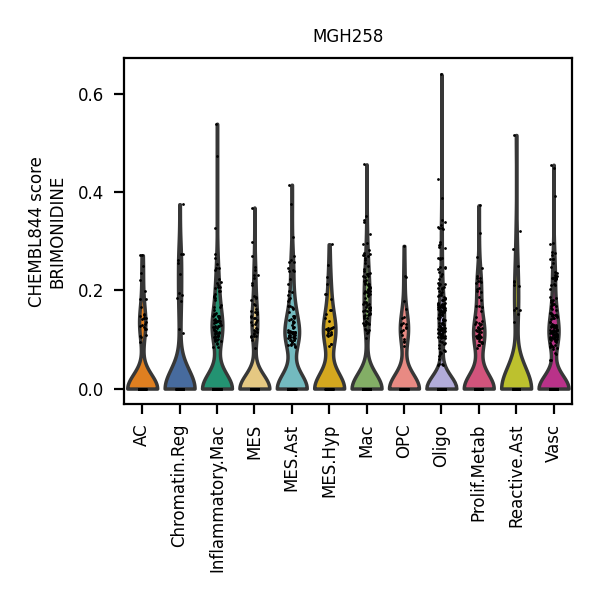 MGH258
CHEMBL844 score
BRIMONIDINE
0.6
0.4
0.2
0.0
AC
Chromatin.Reg
Inflammatory.Mac
MES
MES.Ast
MES.Hyp
Mac
OPC
Oligo
Prolif.Metab
Reactive.Ast
Vasc